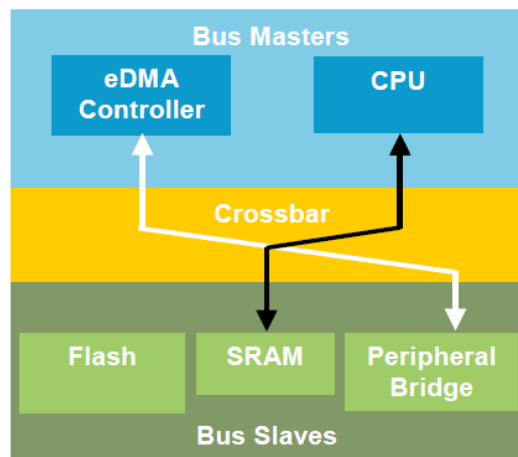 Bus Masters
eDMA
Controller
CPU
Crossbar
Flash
SRAM
Peripheral
Bridge
Bus Slaves